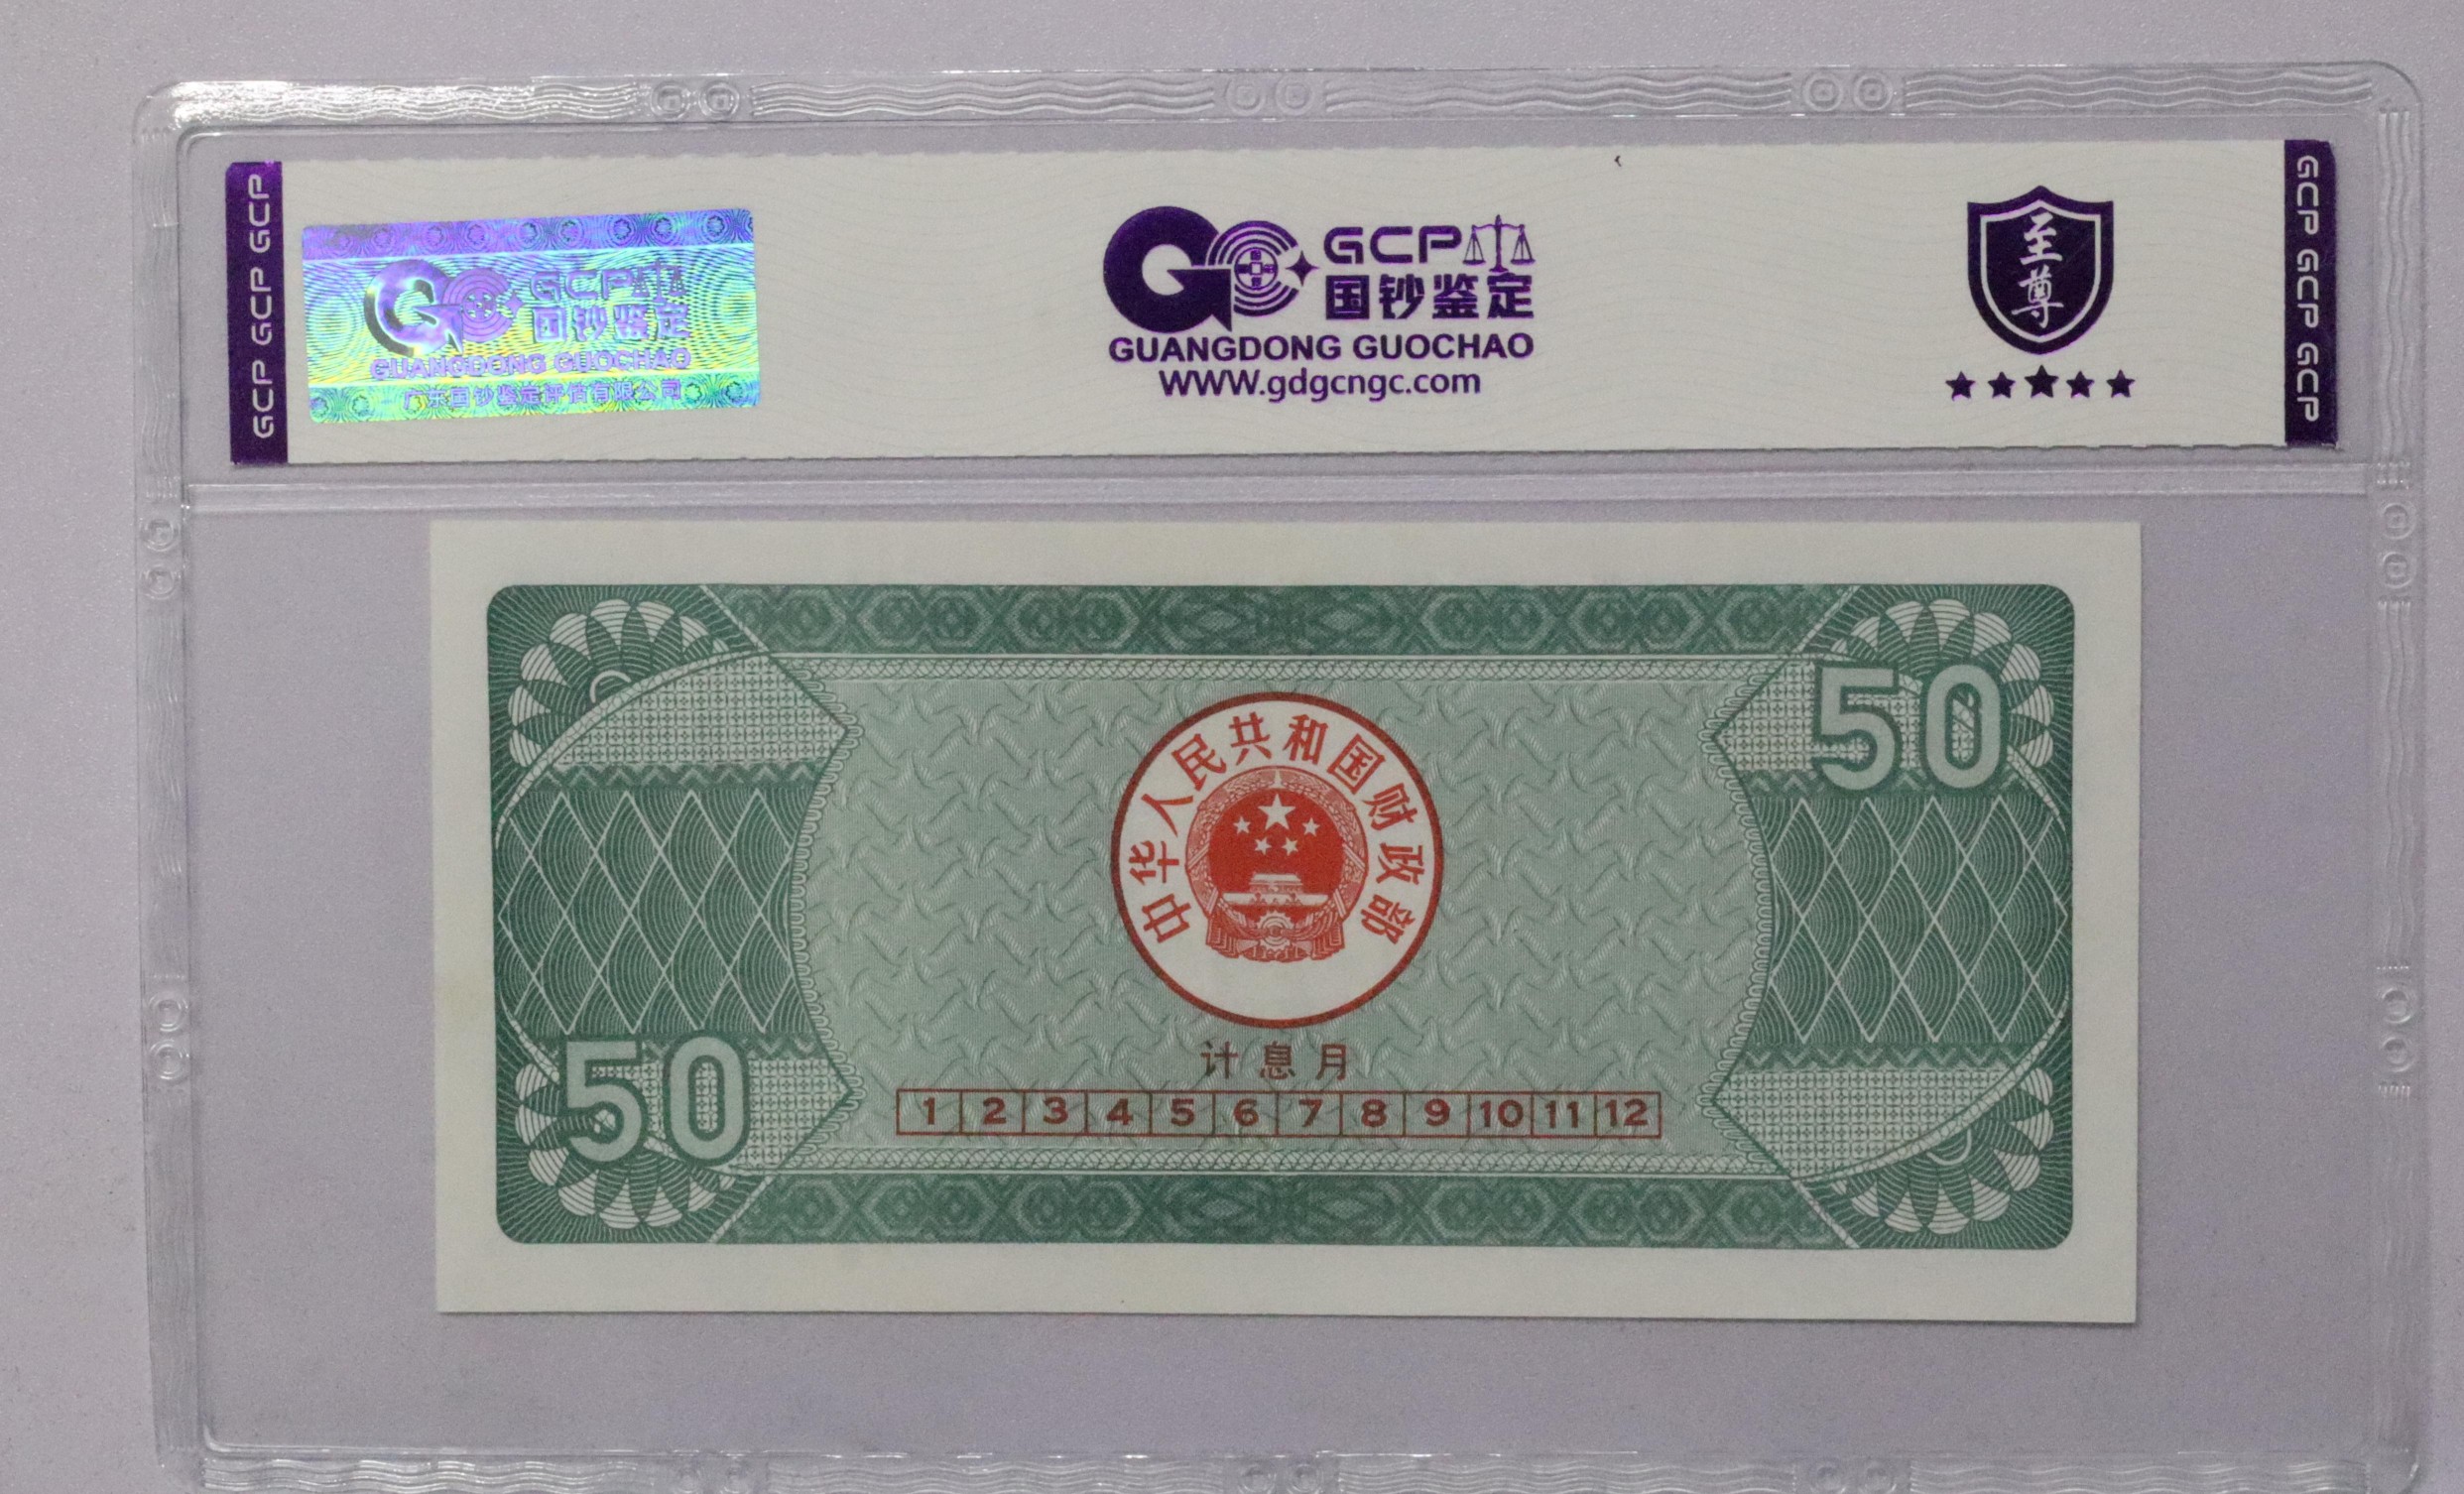 GCP GCP GCP
GCP
国钞鉴定
GUANGDONG GUOCHAO
广东国钞鉴定评估有限公司
GCP
国钞鉴定
GUANGDONG GUOCHAO
WWW.gdgcngc.com
至尊
GCP GCP GCP
50
中华人民共和国财政部
50
计息月
1 2 3 4 5 6 7 8 9 10 11 12